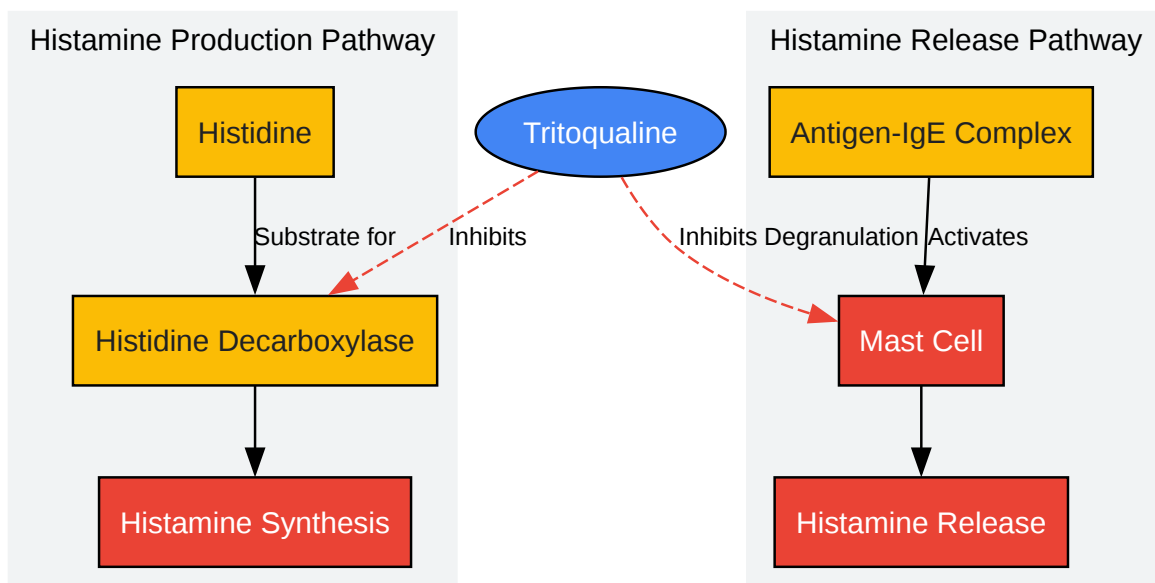 Histamine Production Pathway
Histamine Release Pathway
Histidine
Tritoqualine
Antigen-IgE Complex
Substrate for
Inhibits
Inhibits Degranulation
Activates
Histidine Decarboxylase
Mast Cell
Histamine Synthesis
Histamine Release